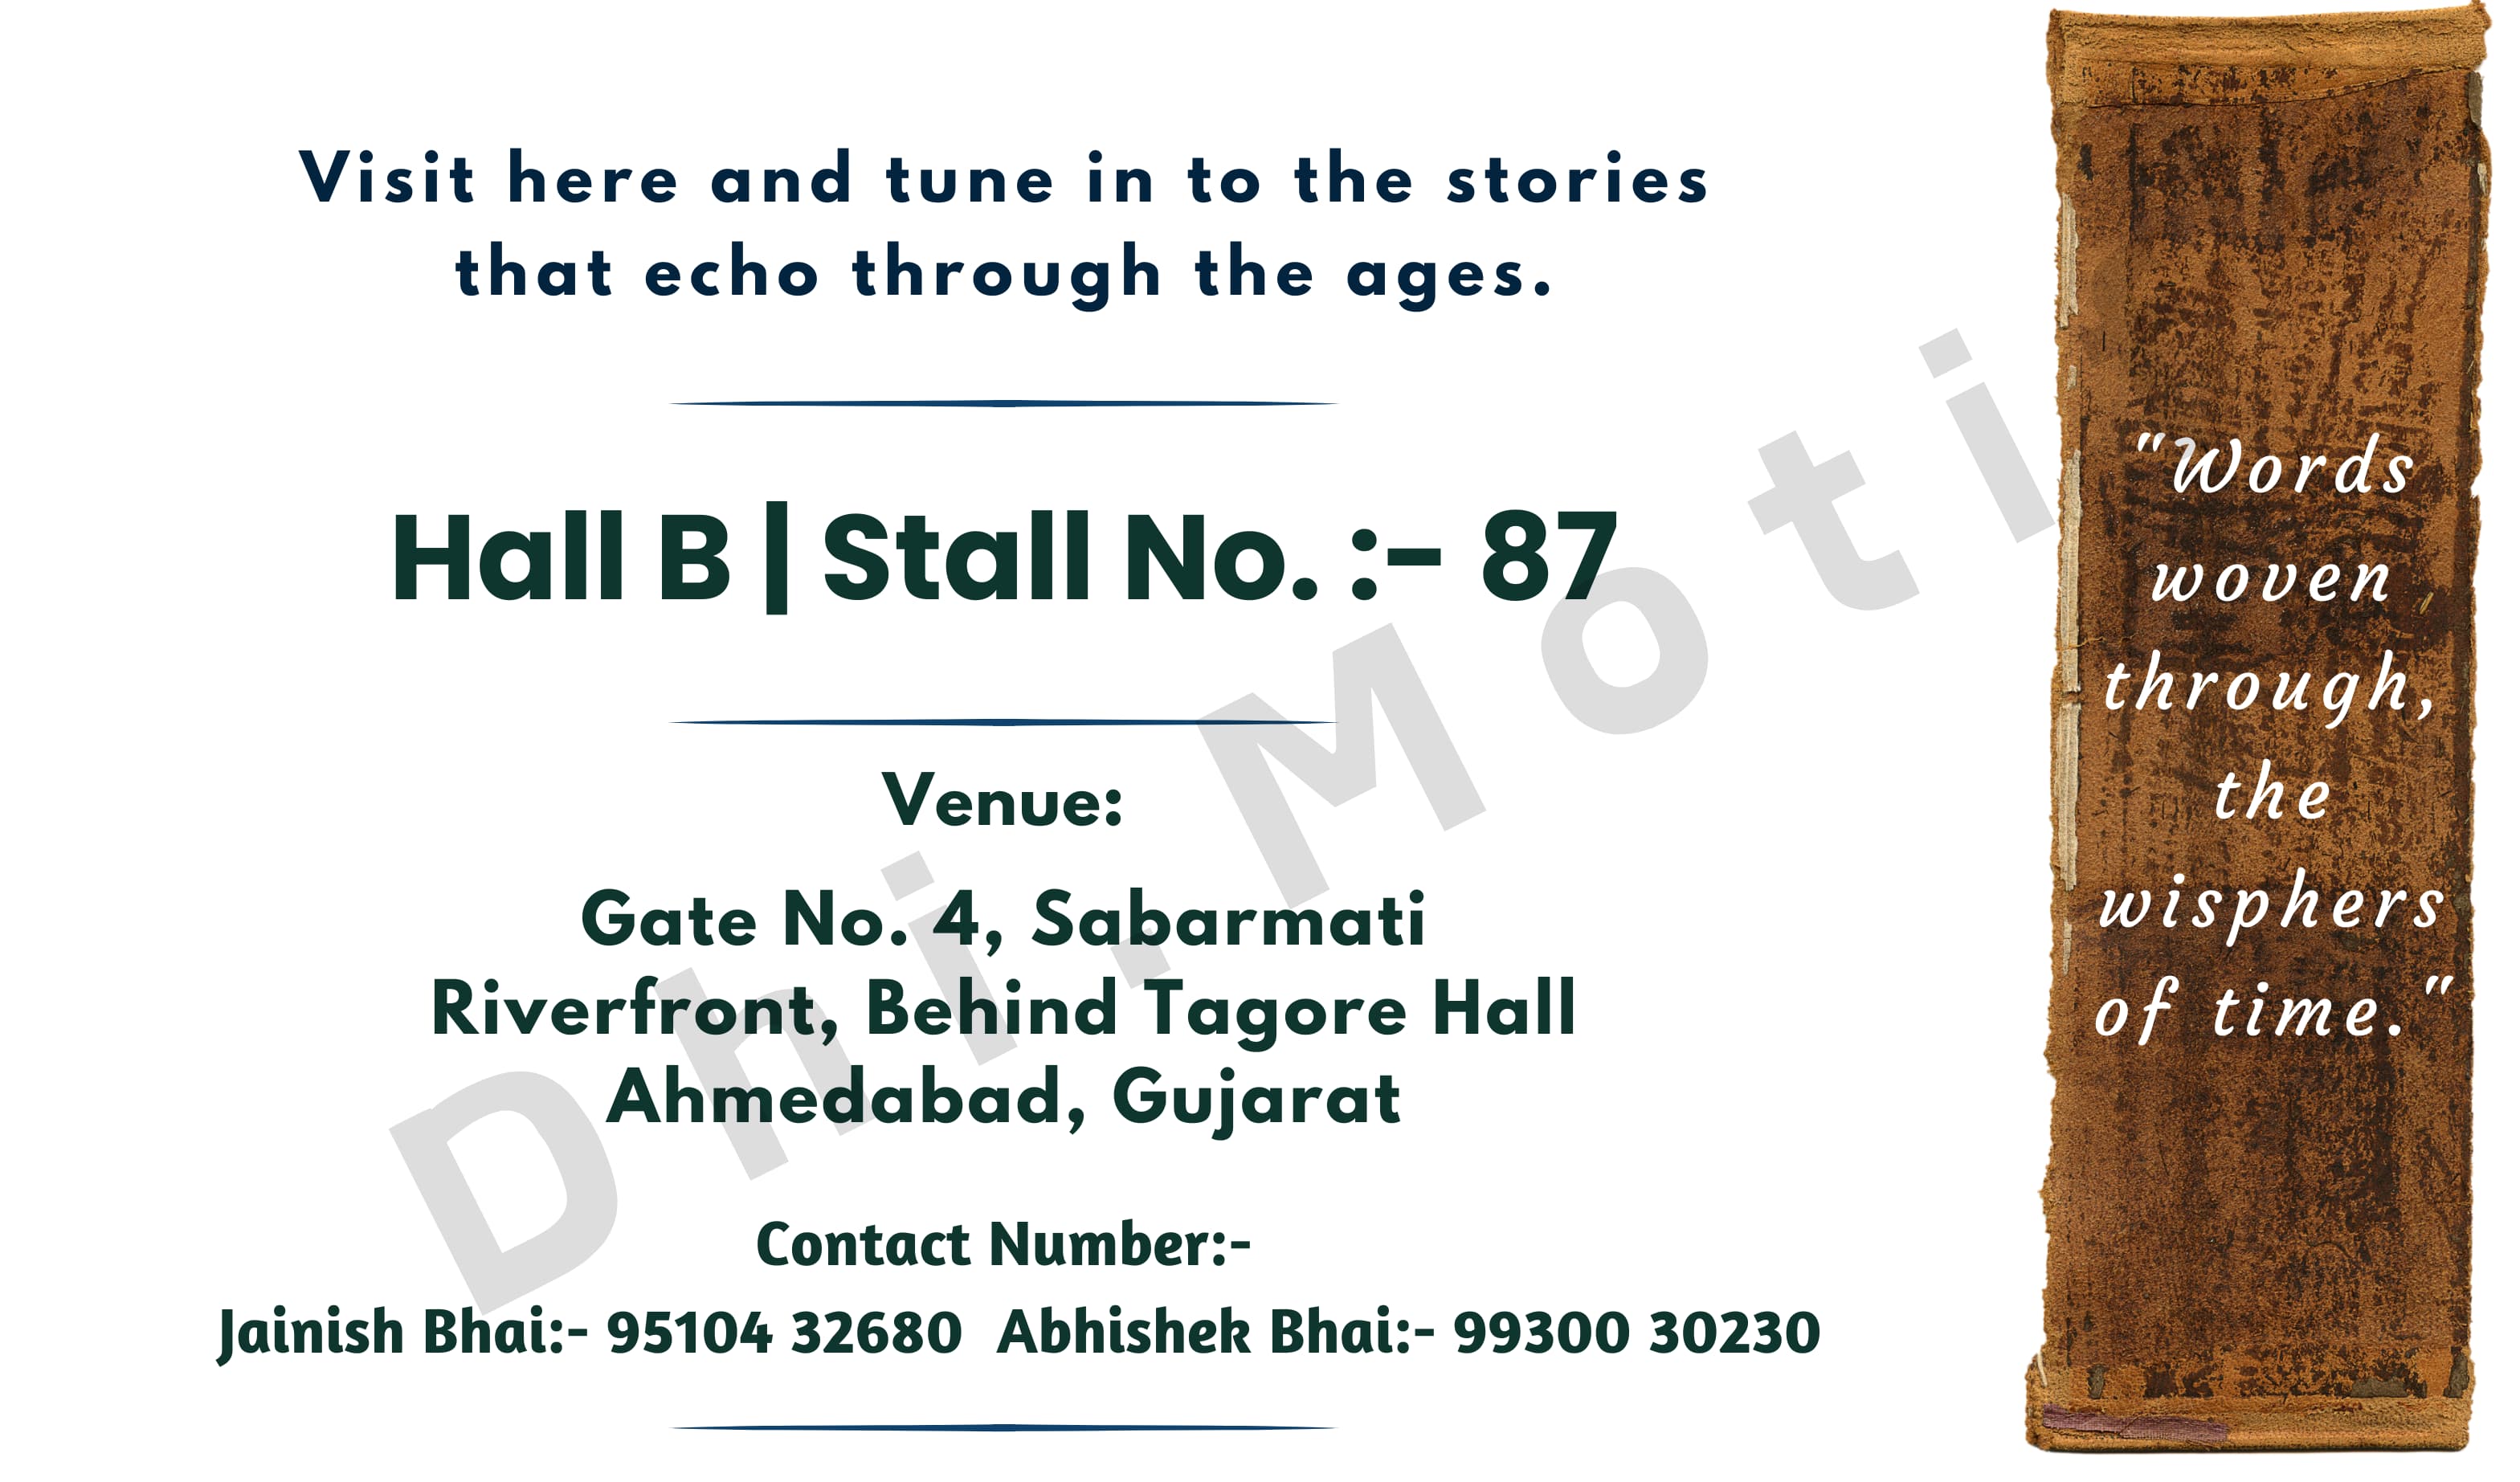 Visit here and tune in to the stories
that echo through the ages.
Hall B | Stall No. :- 87
Venue:
Gate No. 4, Sabarmati
Riverfront, Behind Tagore Hall
Ahmedabad, Gujarat
Contact Number:-
Jainish Bhai:- 95104 32680 Abhishek Bhai:- 99300 30230
"Words
woven
through,
the
wisphers
of time."
Dhi.Moti